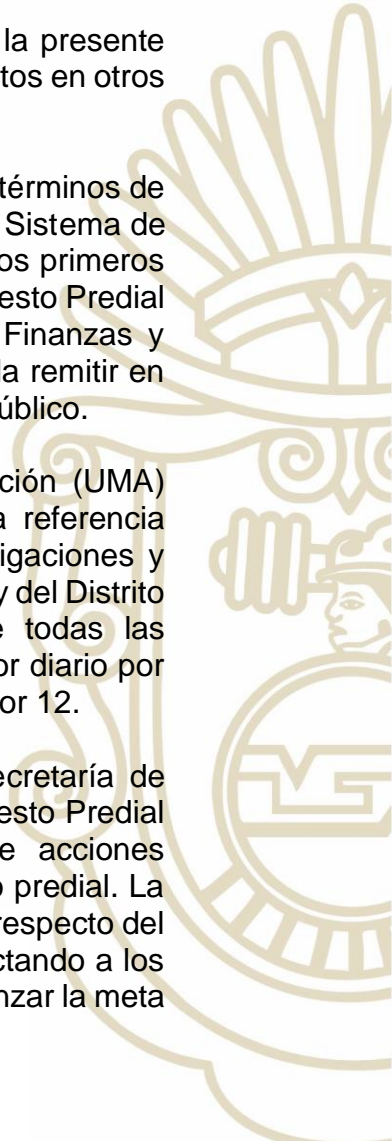 la presente
tos en otros
términos de
Sistema de
os primeros
esto Predial
Finanzas y
la remitir en
úblico.
ción (UMA)
a referencia
igaciones y
y del Distrito
e todas las
or diario por
or 12.
ecretaría de
esto Predial
e acciones
o predial. La
respecto del
ctando a los
nzar la meta